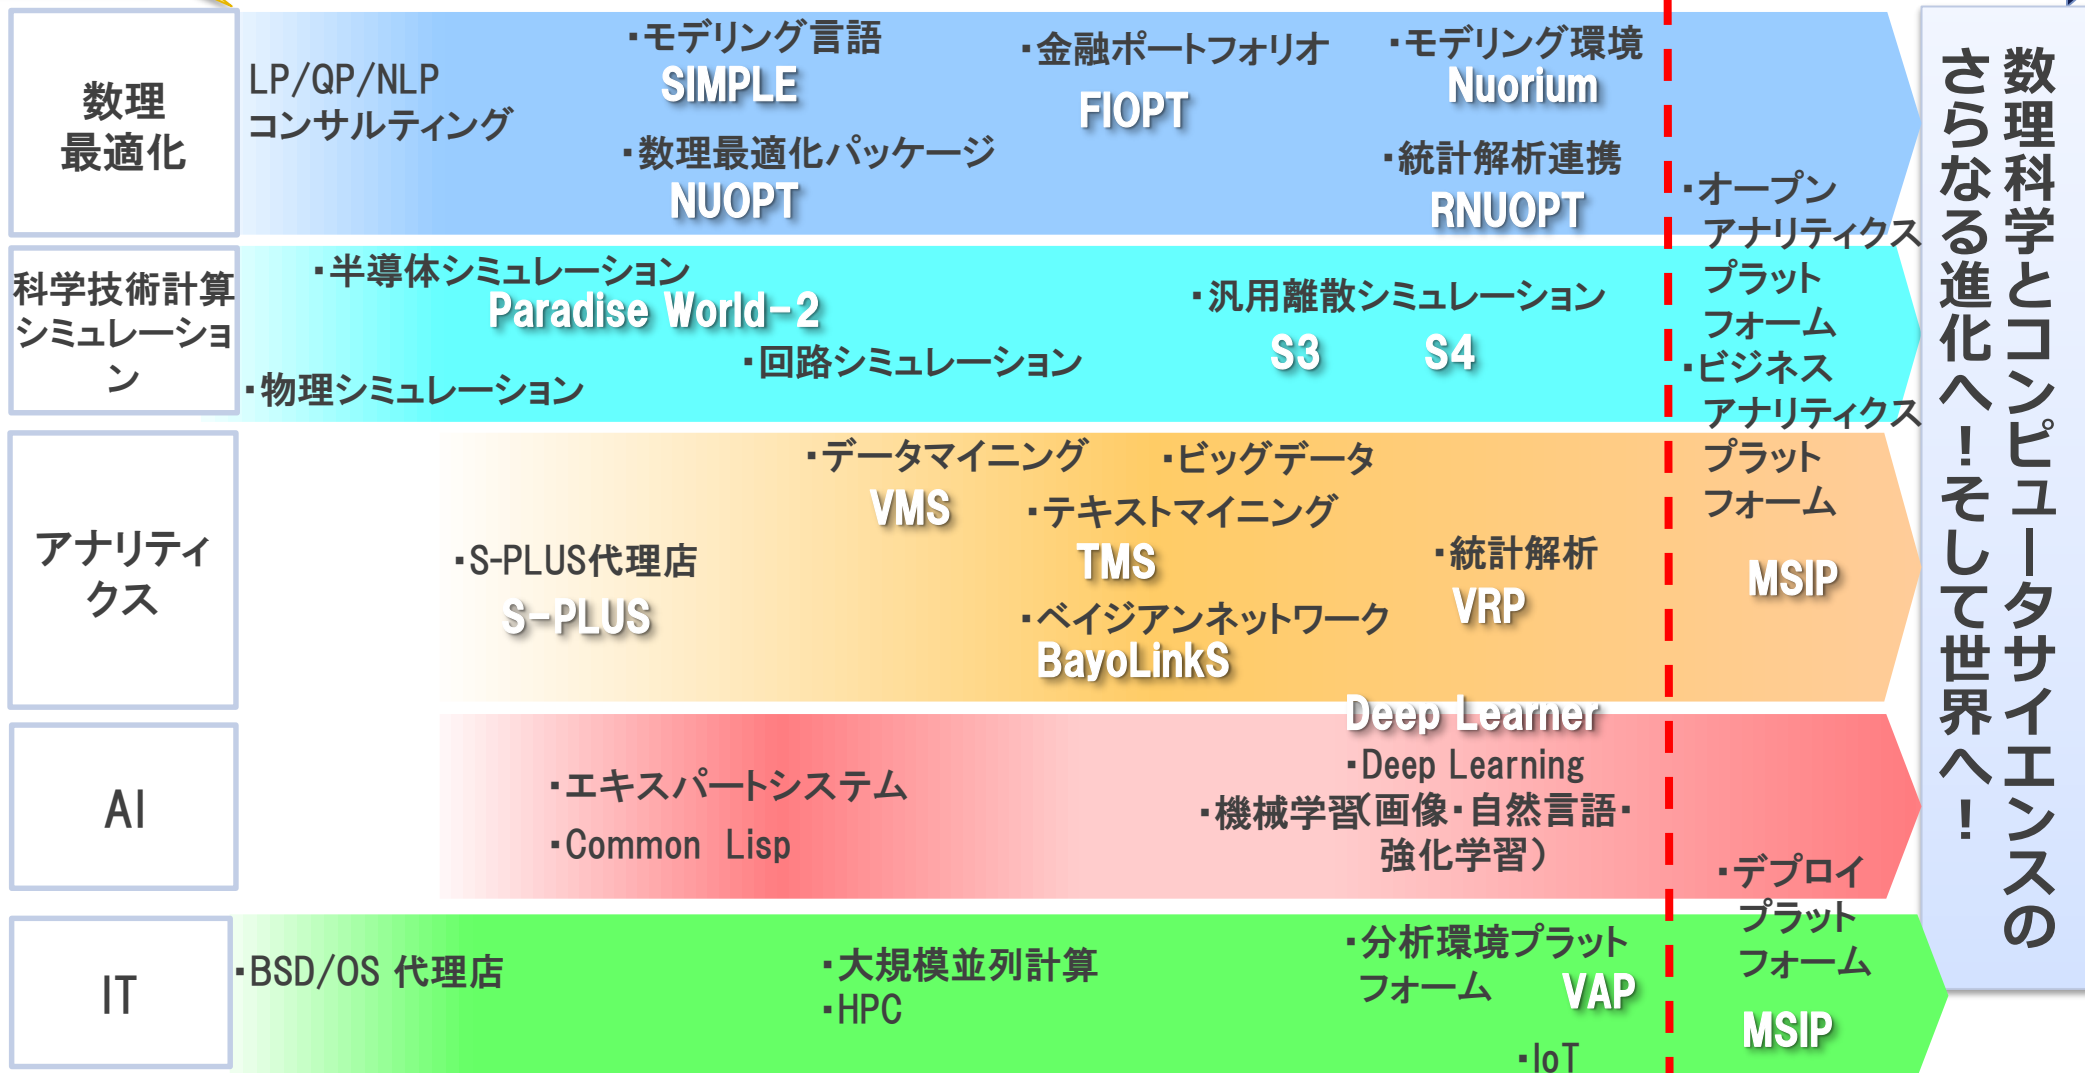 数理
最適化
LP/QP/NLP
コンサルティング
・モデリング言語
SIMPLE
・数理最適化パッケージ
NUOPT
・金融ポートフォリオ
FIOPT
・モデリング環境
Nuorium
・統計解析連携
RNUOPT
科学技術計算
シミュレーショ
ン
・半導体シミュレーション
Paradise World-2
・物理シミュレーション
・回路シミュレーション
・汎用離散シミュレーション
S3 S4
・オープン
アナリティクス
プラット
フォーム
・ビジネス
アナリティクス
プラット
フォーム
MSIP
アナリティ
クス
・S-PLUS代理店
S-PLUS
・データマイニング
VMS
・ビッグデータ
・テキストマイニング
TMS
・ベイジアンネットワーク
BayoLinkS
・統計解析
VRP
AI
・エキスパートシステム
・Common Lisp
Deep Learner
・Deep Learning
・機械学習(画像・自然言語・
強化学習）
・デプロイ
プラット
フォーム
MSIP
IT
・BSD/OS 代理店
・大規模並列計算
・HPC
・分析環境プラット
フォーム VAP
・IoT
数理科学とコンピュータサイエンスの
さらなる進化へ！そして世界へ！